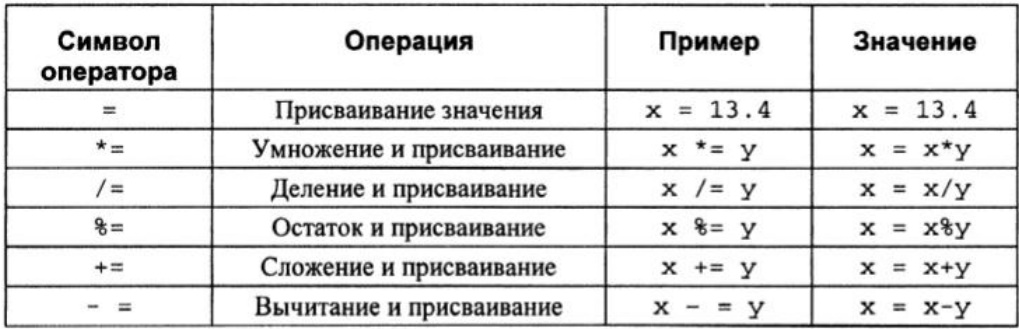 Символ оператора Операция Пример Значение
= Присваивание значения x = 13.4 x = 13.4
*= Умножение и присваивание x *= y x = x*y
/= Деление и присваивание x /= y x = x/y
%= Остаток и присваивание x %= y x = x%y
+= Сложение и присваивание x += y x = x+y
- = Вычитание и присваивание x - = y x = x-y